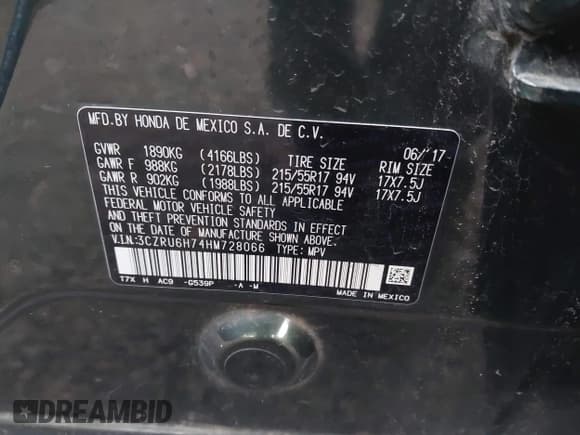 MFD.BY HONDA DE MEXICO S.A. DE C.V.
06/'17
GVWR 1890KG (4166LBS) TIRE SIZE RIM SIZE
GAWR F 988KG (2178LBS) 215/55R17 94V 17X7.5J
GAWR R 902KG (1988LBS) 215/55R17 94V 17X7.5J
THIS VEHICLE CONFORMS TO ALL APPLICABLE
FEDERAL MOTOR VEHICLE SAFETY
AND THEFT PREVENTION STANDARDS IN EFFECT
ON THE DATE OF MANUFACTURE SHOWN ABOVE.
V.I.N:3CZRU6H74HM728066 TYPE: MPV
T7X H AC9 -G539P -A -M
MADE IN MEXICO
DREAMBID